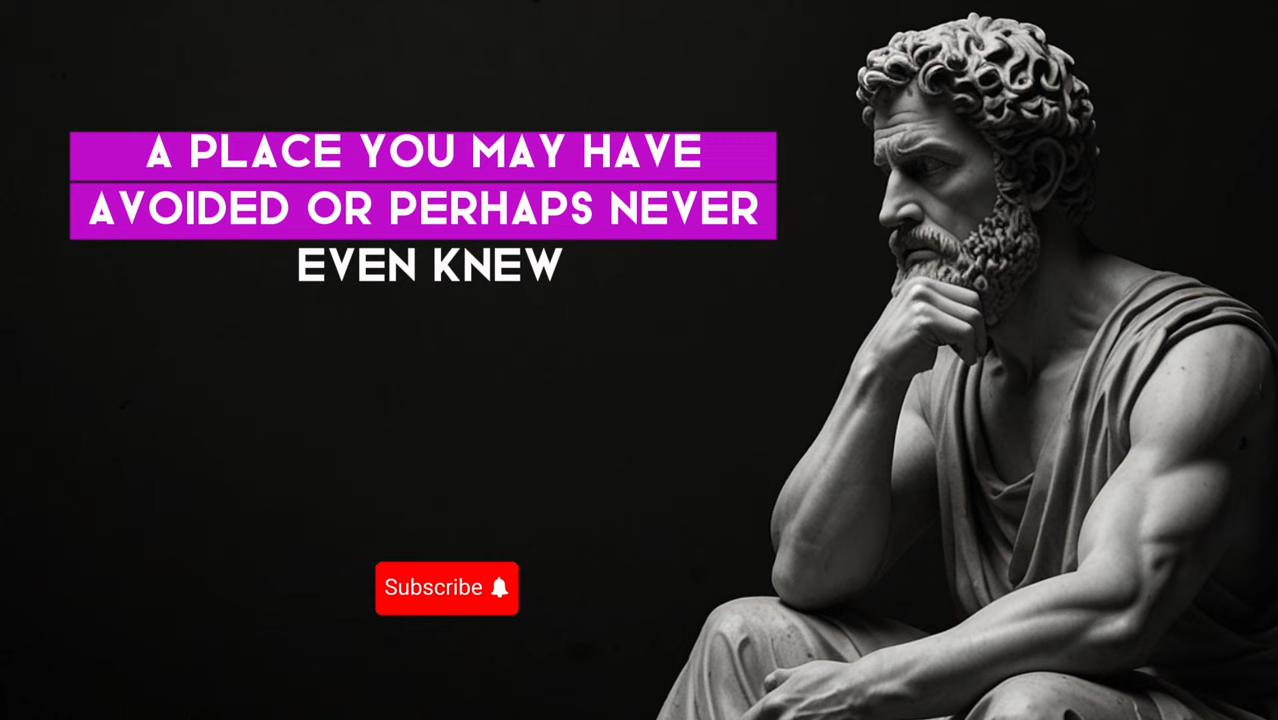 A PLACE YOU MAY HAVE
AVOIDED OR PERHAPS NEVER
EVEN KNEW
Subscribe